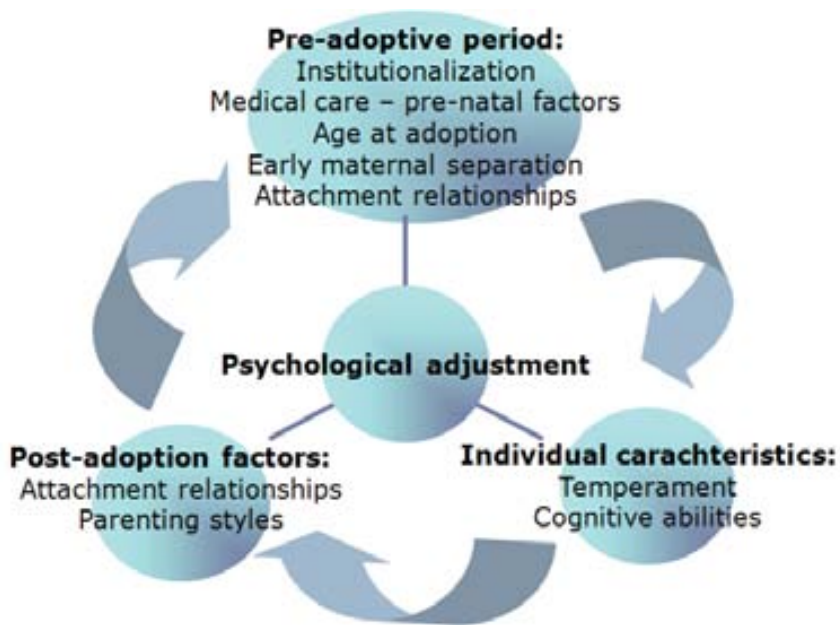 Pre-adoptive period:
Institutionalization
Medical care – pre-natal factors
Age at adoption
Early maternal separation
Attachment relationships
Psychological adjustment
Post-adoption factors:
Attachment relationships
Parenting styles
Individual carachteristics:
Temperament
Cognitive abilities